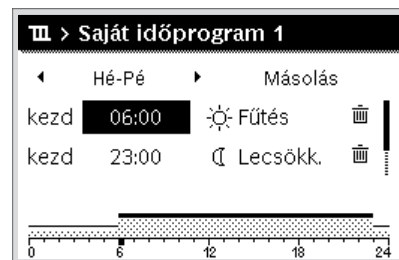 > Saját időprogram 1
Hé-Pé Másolás
kezd 06:00 Fűtés
kezd 23:00 Lecsökk.
0 6 12 18 24